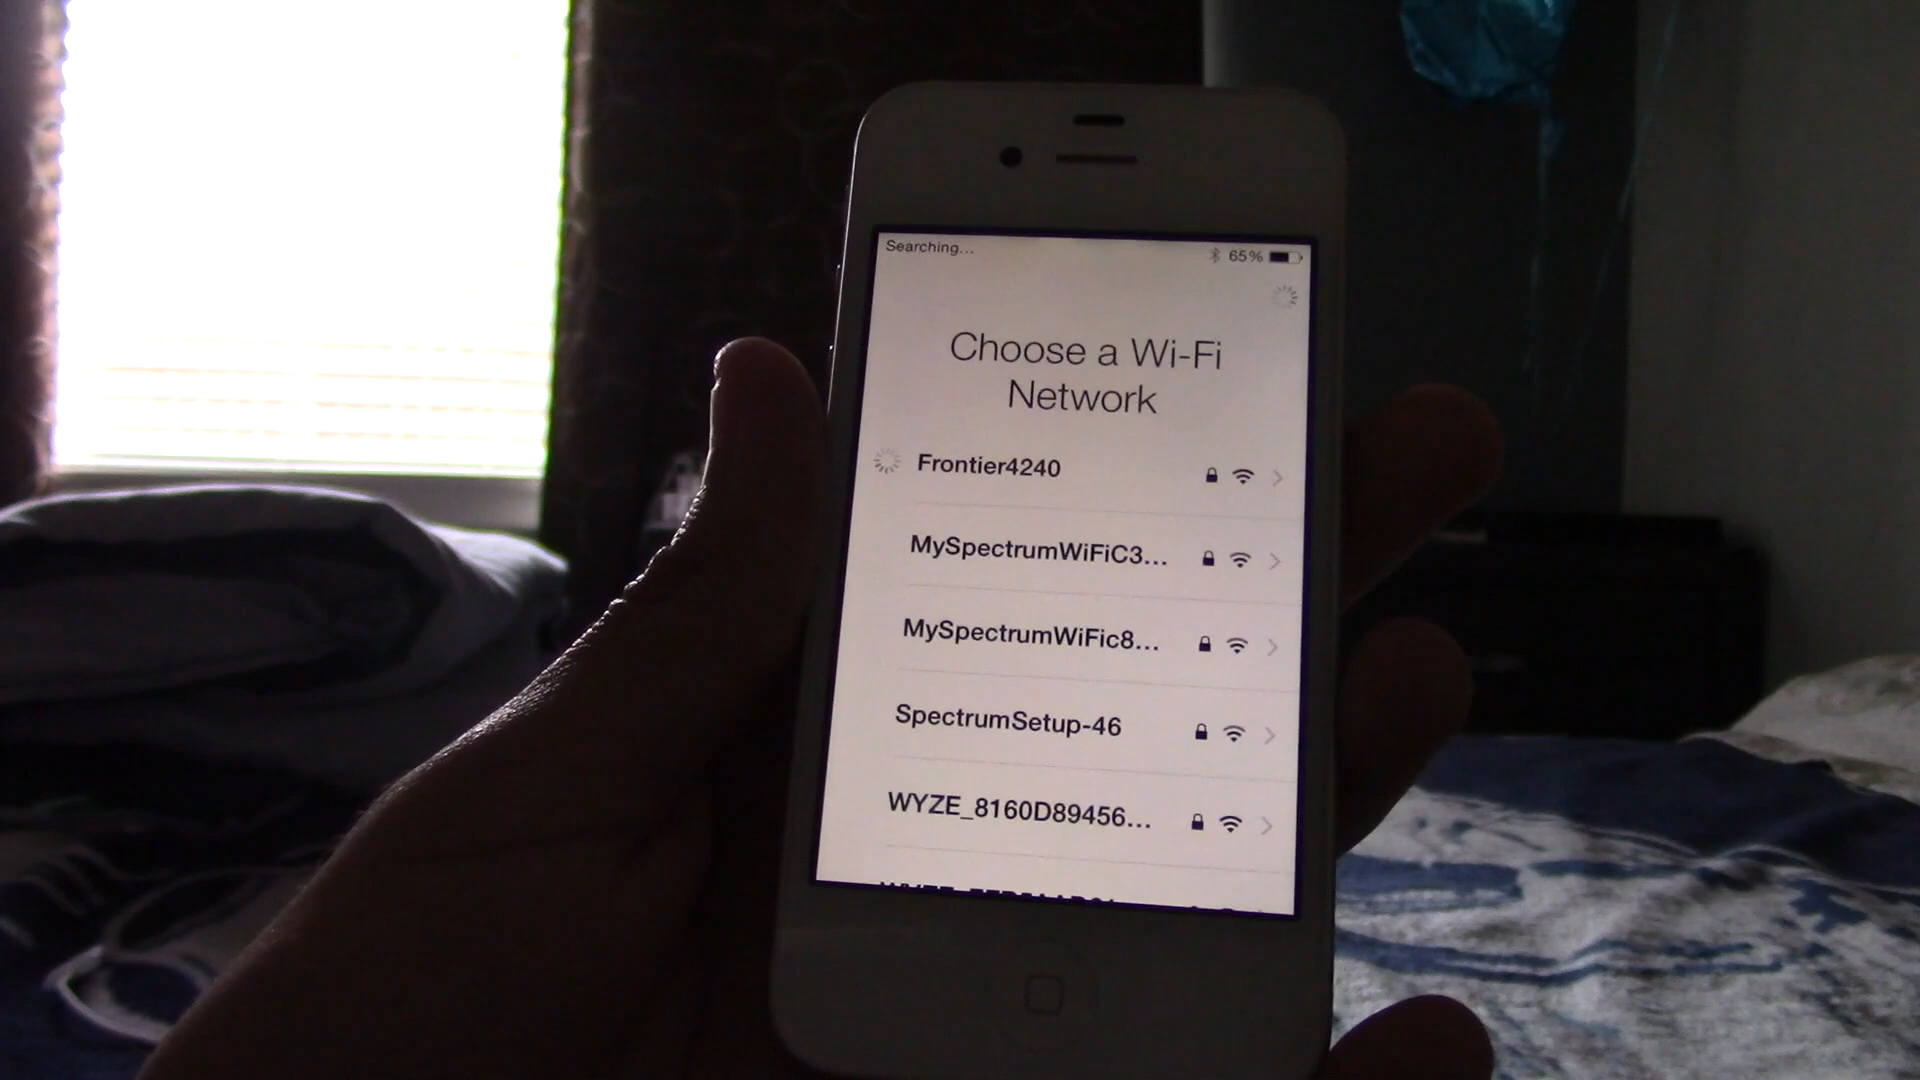 Searching...
65%
Choose a Wi-Fi
Network
Frontier4240
MySpectrumWiFiC3...
MySpectrumWiFic8...
SpectrumSetup-46
WYZE_8160D89456...